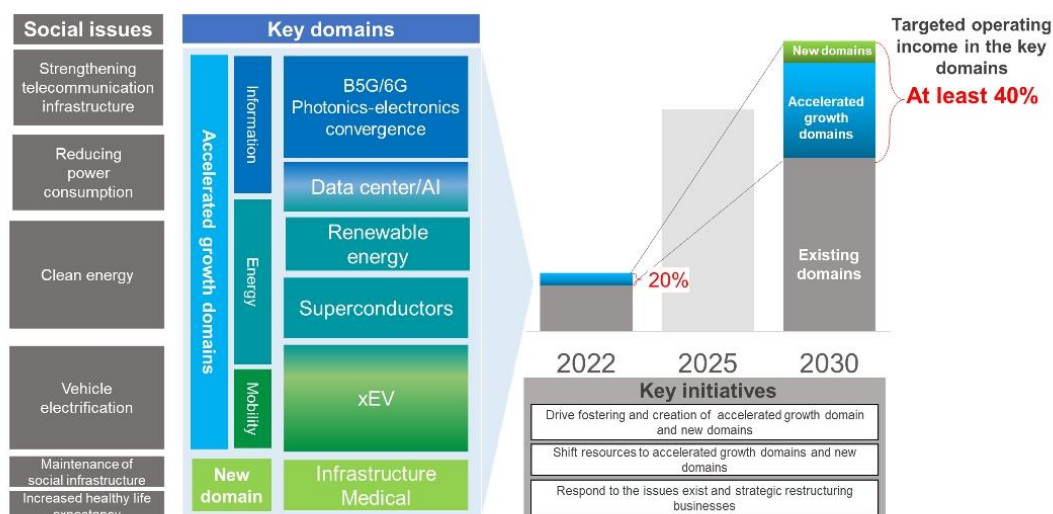 Social issues
Strengthening
telecommunication
infrastructure
Reducing
power
consumption
Clean energy
Vehicle
electrification
Maintenance of
social infrastructure
Increased healthy life
expectancy
Key domains
Accelerated growth domains
Information
Energy
Mobility
B5G/6G
Photonics-electronics
convergence
Data center/AI
Renewable
energy
Superconductors
xEV
New
domain
Infrastructure
Medical
Targeted operating
income in the key
domains
At least 40%
New domains
Accelerated
growth
domains
Existing
domains
20%
2022
2025
2030
Key initiatives
Drive fostering and creation of accelerated growth domain
and new domains
Shift resources to accelerated growth domains and new
domains
Respond to the issues exist and strategic restructuring
businesses